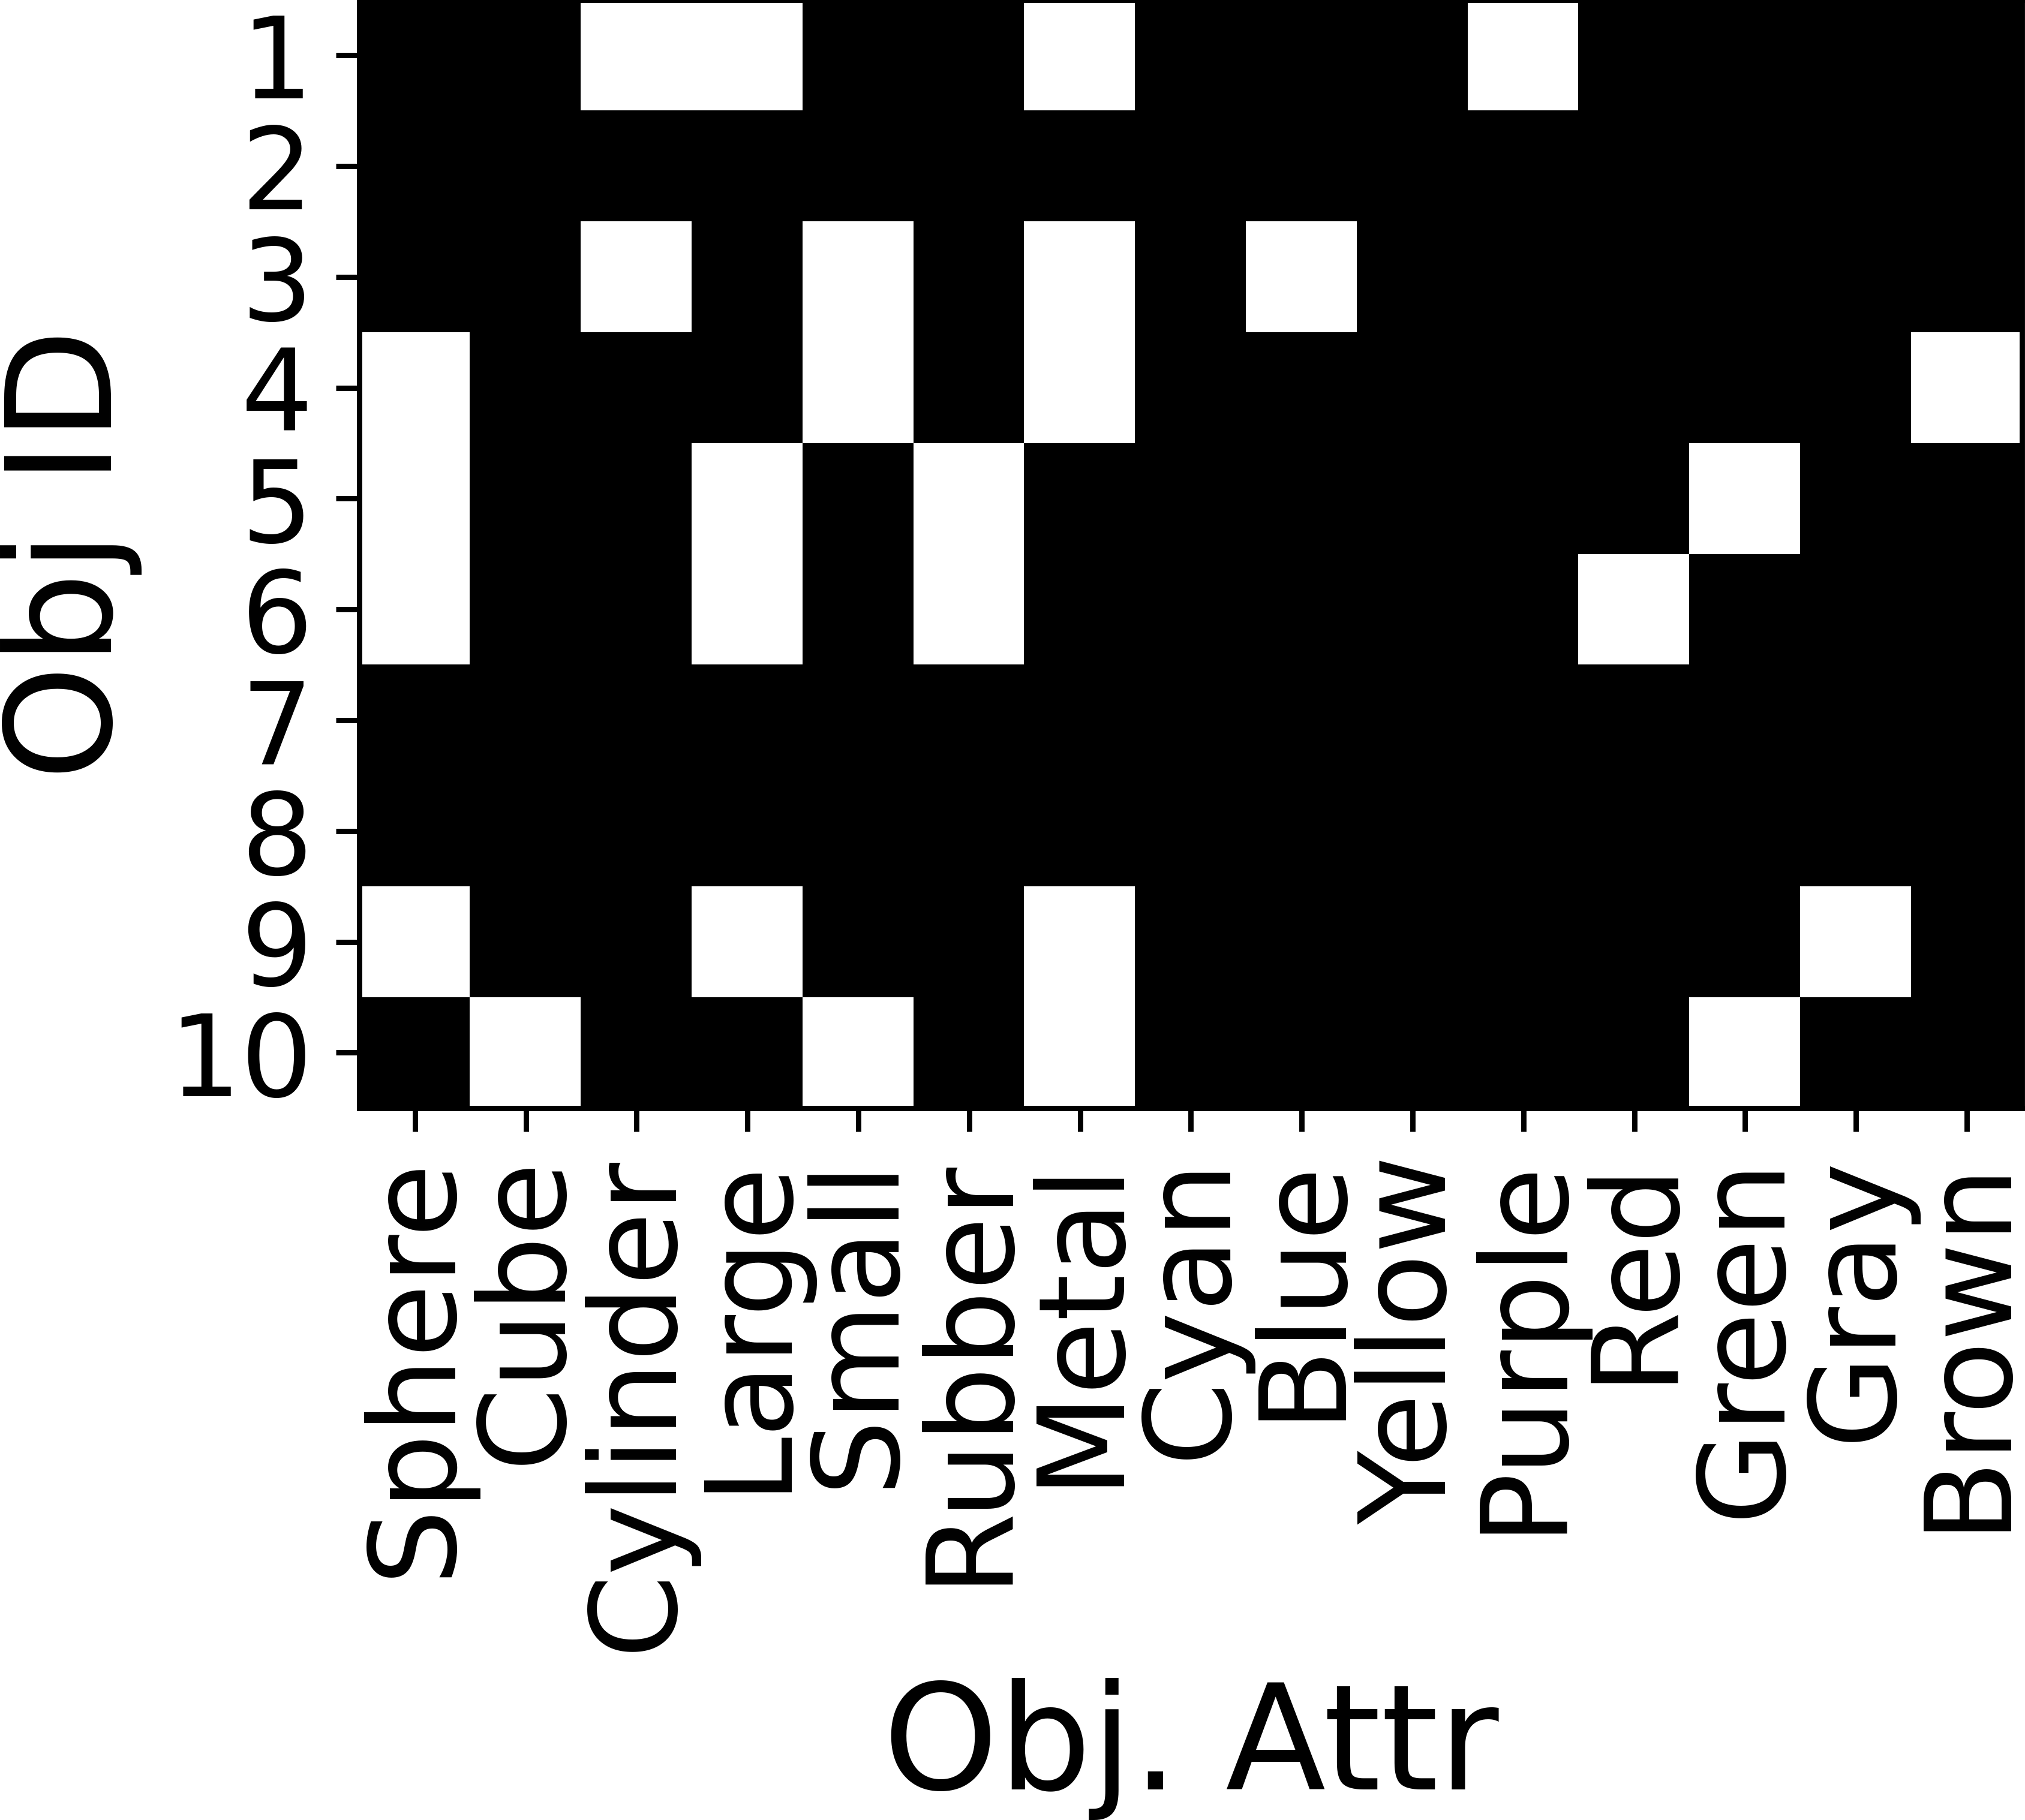 Obj ID
1
2
3
4
5
6
7
8
9
10
Sphere
Cube
Cylinder
Large
Small
Rubber
Metal
Cyan
Blue
Yellow
Purple
Red
Green
Gray
Brown
Obj. Attr